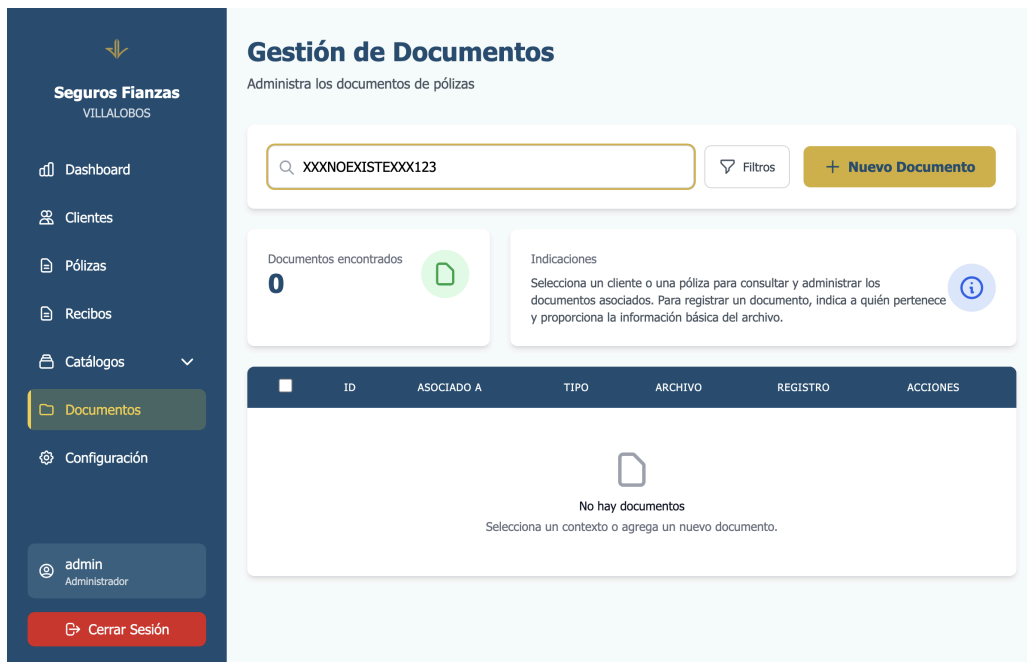 Seguros Fianzas
VILLALOBOS
Dashboard
Clientes
Pólizas
Recibos
Catálogos
Documentos
Configuración
admin
Administrador
Cerrar Sesión
Gestión de Documentos
Administra los documentos de pólizas
XXXNOEXISTEXXX123
Filtros
+ Nuevo Documento
Documentos encontrados
0
Indicaciones
Selecciona un cliente o una póliza para consultar y administrar los
documentos asociados. Para registrar un documento, indica a quién pertenece
y proporciona la información básica del archivo.
ID ASOCIADO A TIPO ARCHIVO REGISTRO ACCIONES
No hay documentos
Selecciona un contexto o agrega un nuevo documento.